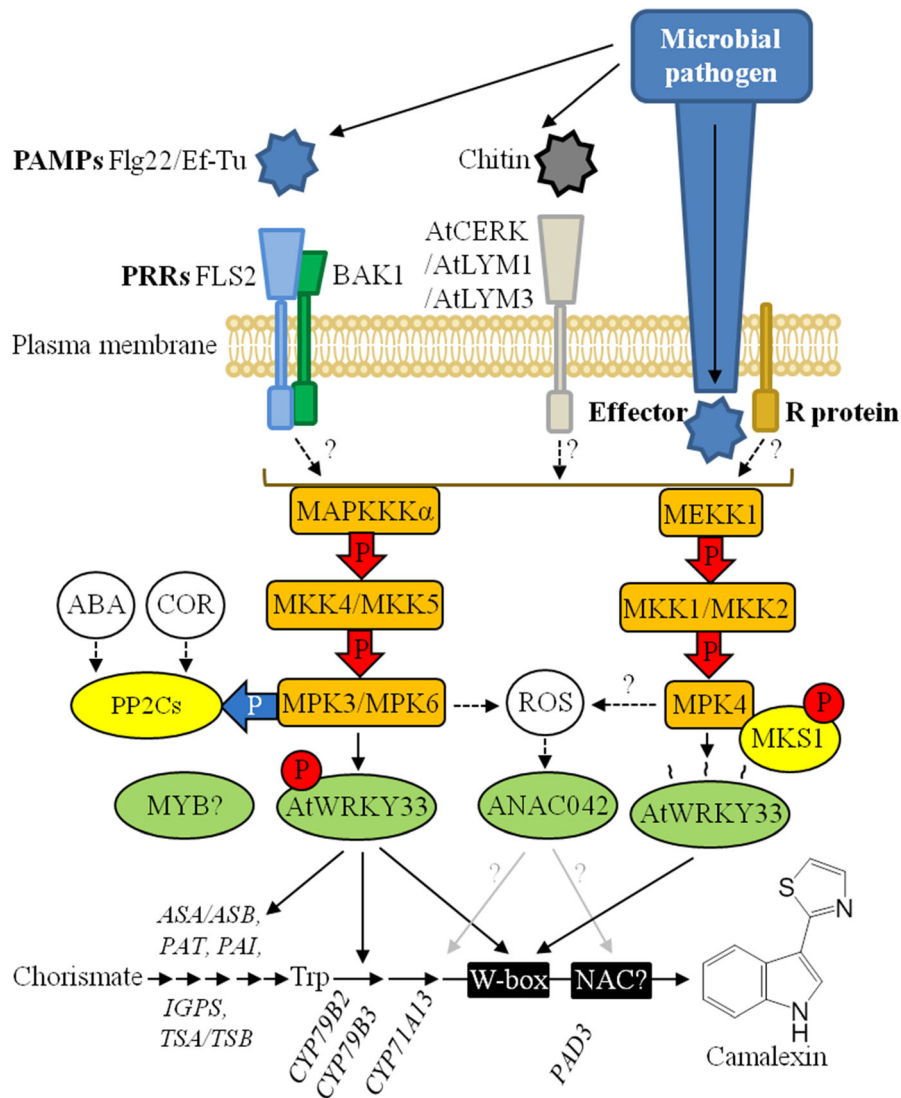 Microbial
pathogen
PAMPs Flg22/Ef-Tu
Chitin
AtCERK
/AtLYM1
/AtLYM3
PRRs FLS2
BAK1
Plasma membrane
Effector
R protein
?
?
?
MAPKKKα
MEKK1
P
P
MKK4/MKK5
MKK1/MKK2
ABA
COR
P
P
PP2Cs
P
MPK3/MPK6
ROS
?
MPK4
P
MKS1
P
MYB?
AtWRKY33
ANAC042
AtWRKY33
?
?
ASA/ASB,
PAT, PAI,
Chorismate
Trp
W-box
NAC?
IGPS,
TSA/TSB
CYP79B2
CYP79B3
CYP71A13
PAD3
S
N
N
H
Camalexin